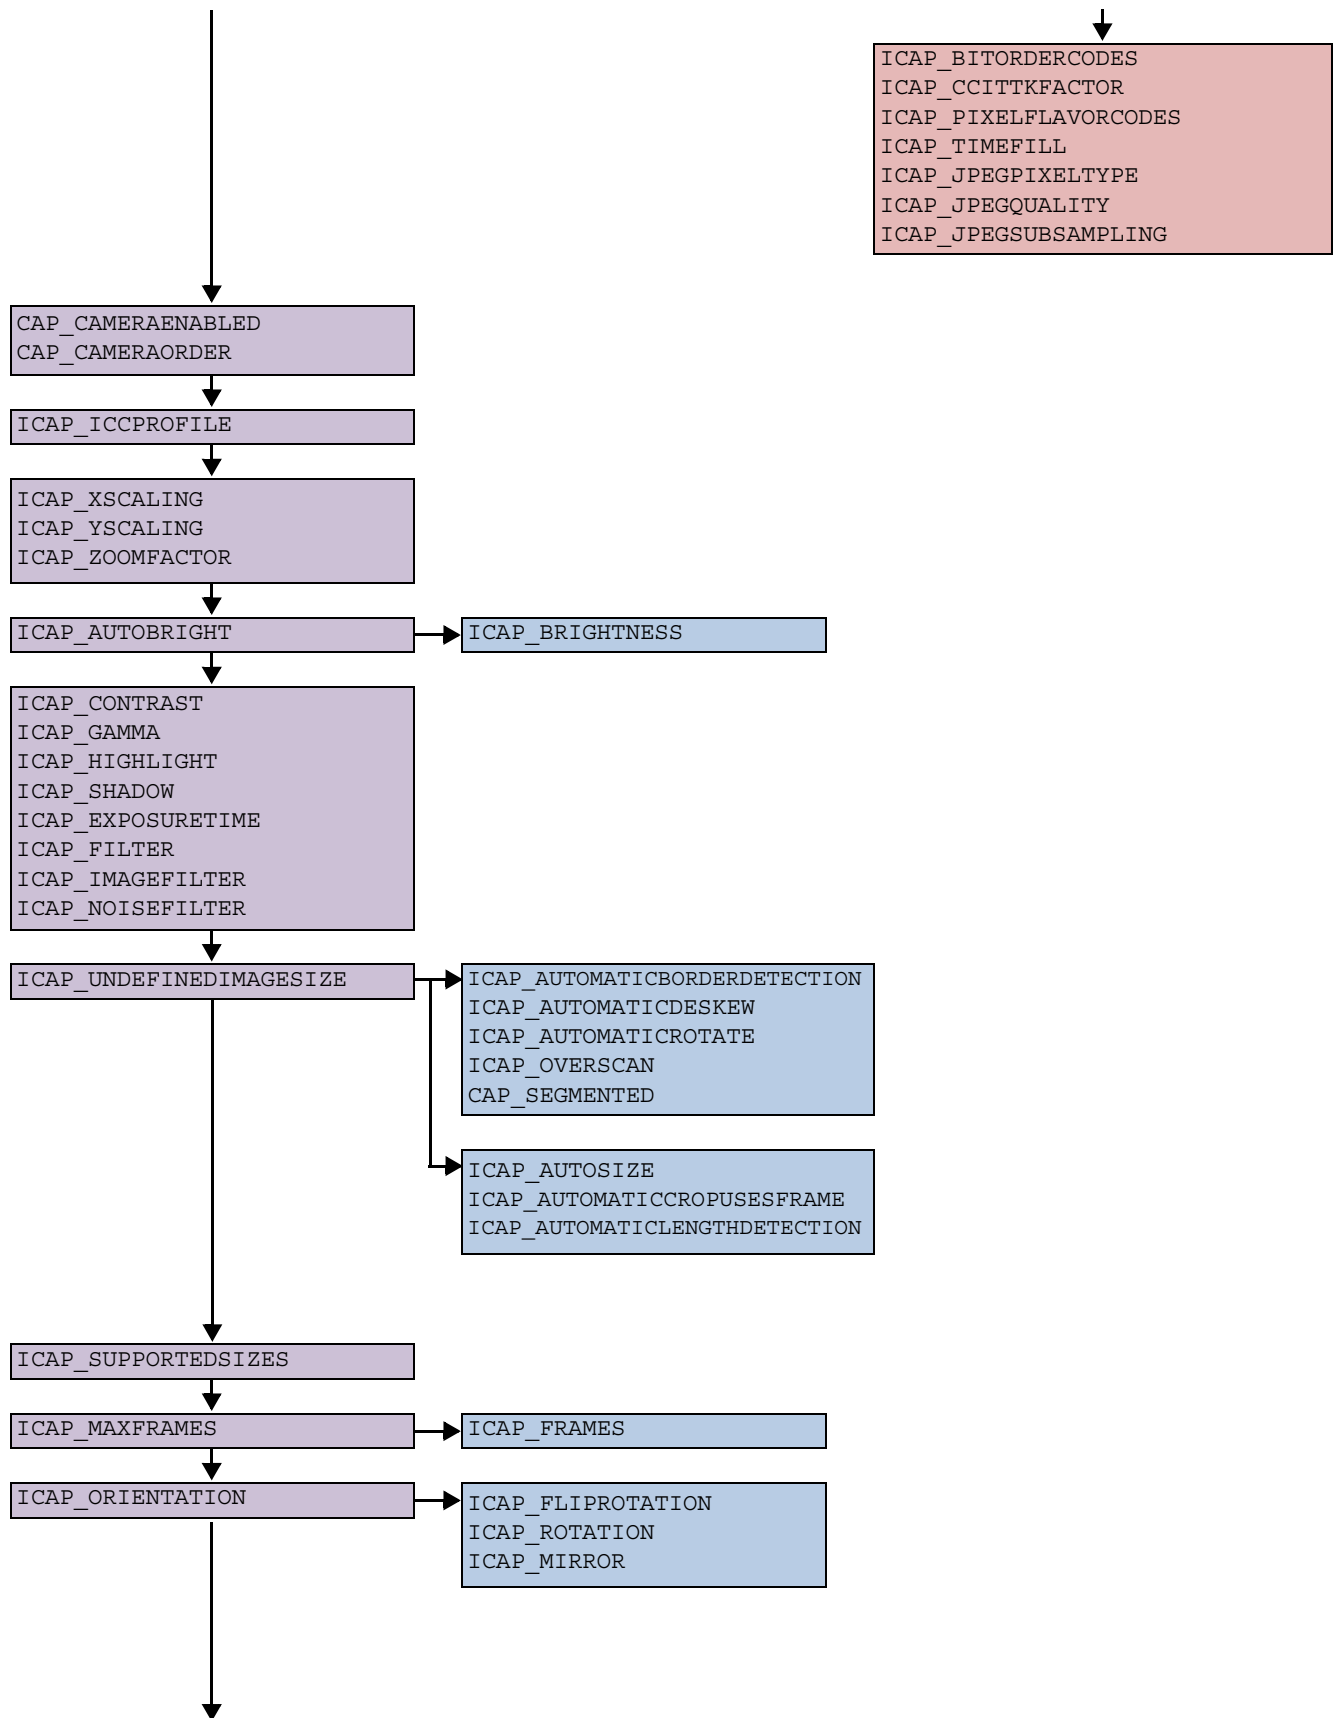 ICAP_BITORDERCODES
ICAP_CCITTKFACTOR
ICAP_PIXELFLAVORCODES
ICAP_TIMEFILL
ICAP_JPEGPIXELTYPE
ICAP_JPEGQUALITY
ICAP_JPEGSUBSAMPLING
CAP_CAMERAENABLED
CAP_CAMERAORDER
ICAP_ICCPROFILE
ICAP_XSCALING
ICAP_YSCALING
ICAP_ZOOMFACTOR
ICAP_AUTOBRIGHT
ICAP_BRIGHTNESS
ICAP_CONTRAST
ICAP_GAMMA
ICAP_HIGHLIGHT
ICAP_SHADOW
ICAP_EXPOSURETIME
ICAP_FILTER
ICAP_IMAGEFILTER
ICAP_NOISEFILTER
ICAP_UNDEFINEDIMAGESIZE
ICAP_AUTOMATICBORDERDETECTION
ICAP_AUTOMATICDESKEW
ICAP_AUTOMATICROTATE
ICAP_OVERSCAN
CAP_SEGMENTED
ICAP_AUTOSIZE
ICAP_AUTOMATICCROPUSESFRAME
ICAP_AUTOMATICLENGTHDETECTION
ICAP_SUPPORTEDSIZES
ICAP_MAXFRAMES
ICAP_FRAMES
ICAP_ORIENTATION
ICAP_FLIPROTATION
ICAP_ROTATION
ICAP_MIRROR